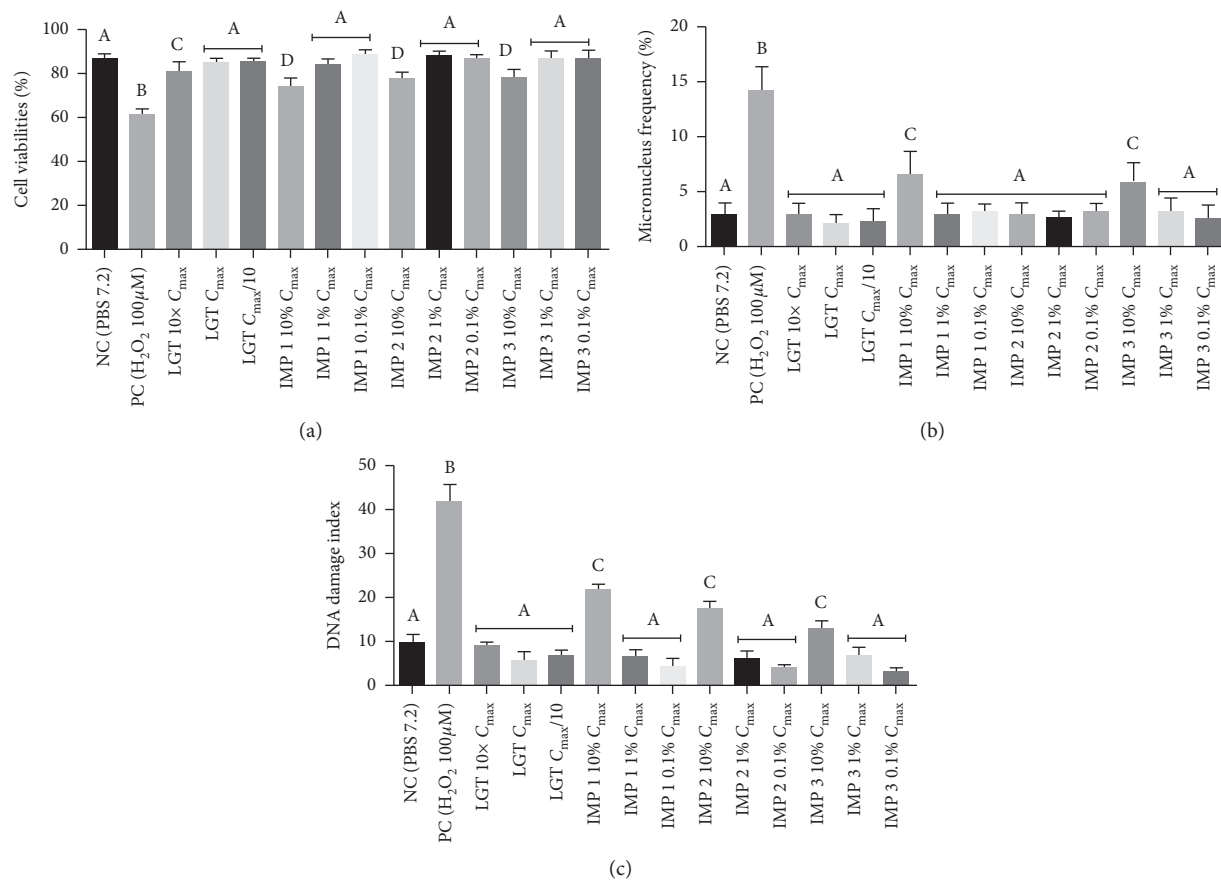 A
B
C
A
D
A
D
A
D
A
Cell viabilities (%)
100
80
60
40
20
0
NC (PBS 7.2)
PC (H₂O₂ 100μM)
LGT 10× Cmax
LGT Cmax
LGT Cmax/10
IMP 1 10% Cmax
IMP 1 1% Cmax
IMP 1 0.1% Cmax
IMP 2 10% Cmax
IMP 2 1% Cmax
IMP 2 0.1% Cmax
IMP 3 10% Cmax
IMP 3 1% Cmax
IMP 3 0.1% Cmax
(a)
A
B
A
C
A
C
A
Micronucleus frequency (%)
20
15
10
5
0
NC (PBS 7.2)
PC (H₂O₂ 100μM)
LGT 10× Cmax
LGT Cmax
LGT Cmax/10
IMP 1 10% Cmax
IMP 1 1% Cmax
IMP 1 0.1% Cmax
IMP 2 10% Cmax
IMP 2 1% Cmax
IMP 2 0.1% Cmax
IMP 3 10% Cmax
IMP 3 1% Cmax
IMP 3 0.1% Cmax
(b)
A
B
A
C
A
C
A
C
A
DNA damage index
50
40
30
20
10
0
NC (PBS 7.2)
PC (H₂O₂ 100μM)
LGT 10× Cmax
LGT Cmax
LGT Cmax/10
IMP 1 10% Cmax
IMP 1 1% Cmax
IMP 1 0.1% Cmax
IMP 2 10% Cmax
IMP 2 1% Cmax
IMP 2 0.1% Cmax
IMP 3 10% Cmax
IMP 3 1% Cmax
IMP 3 0.1% Cmax
(c)